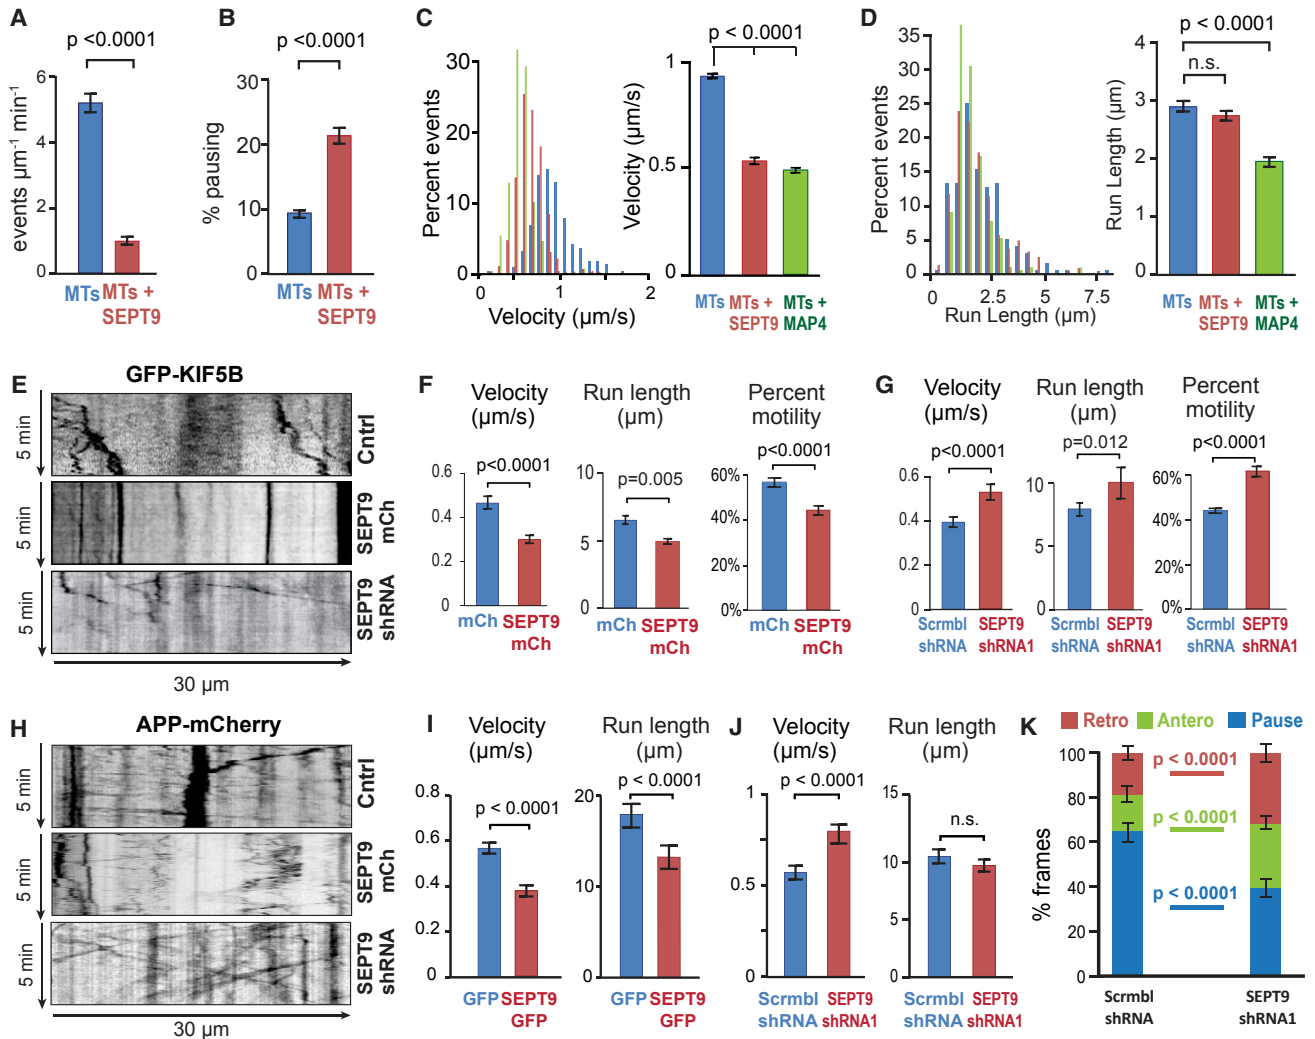 A
p <0.0001
events µm⁻¹ min⁻¹
6
4
2
0
MTs MTs +
SEPT9
B
p <0.0001
% pausing
30
20
10
0
MTs MTs +
SEPT9
C
Percent events
30
20
10
0
0 1 2
Velocity (µm/s)
p < 0.0001
Velocity (µm/s)
1
0.5
0
MTs MTs + MTs +
SEPT9 MAP4
D
Percent events
35
30
25
20
15
10
5
0
0 2.5 5 7.5
Run Length (µm)
p < 0.0001
n.s.
Run Length (µm)
4
3
2
1
0
MTs MTs + MTs +
SEPT9 MAP4
E
GFP-KIF5B
5 min
Cntrl
5 min
SEPT9
mCh
5 min
SEPT9
shRNA
30 µm
F
Velocity
(µm/s)
p<0.0001
0.6
0.4
0.2
0
mCh SEPT9
mCh
Run length
(µm)
p=0.005
10
5
0
mCh SEPT9
mCh
Percent
motility
p<0.0001
60%
40%
20%
0%
mCh SEPT9
mCh
G
Velocity
(µm/s)
p<0.0001
0.6
0.4
0.2
0
Scrmbl SEPT9
shRNA shRNA1
Run length
(µm)
p=0.012
10
5
0
Scrmbl SEPT9
shRNA shRNA1
Percent
motility
p<0.0001
60%
40%
20%
0%
Scrmbl SEPT9
shRNA shRNA1
H
APP-mCherry
5 min
Cntrl
5 min
SEPT9
mCh
5 min
SEPT9
shRNA
30 µm
I
Velocity
(µm/s)
p < 0.0001
0.8
0.6
0.4
0.2
0
GFP SEPT9
GFP
Run length
(µm)
p < 0.0001
20
10
0
GFP SEPT9
GFP
J
Velocity
(µm/s)
p < 0.0001
1
0.5
0
Scrmbl SEPT9
shRNA shRNA1
Run length
(µm)
n.s.
15
10
5
0
Scrmbl SEPT9
shRNA shRNA1
K
Retro Antero Pause
% frames
100
80
60
40
20
0
p < 0.0001
p < 0.0001
p < 0.0001
Scrmbl SEPT9
shRNA shRNA1